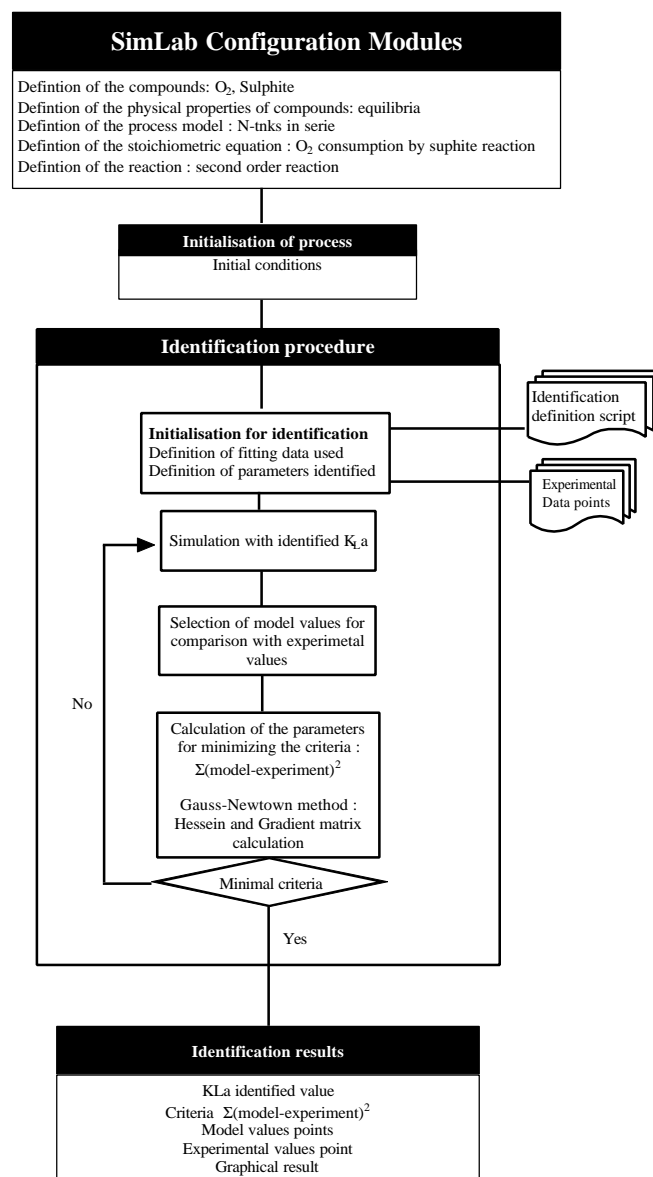 SimLab Configuration Modules
Defintion of the compounds: O₂, Sulphite
Defintion of the physical properties of compounds: equilibria
Defintion of the process model : N-tnks in serie
Defintion of the stoichiometric equation : O₂ consumption by suphite reaction
Defintion of the reaction : second order reaction
Initialisation of process
Initial conditions
Identification procedure
Identification
definition script
Initialisation for identification
Definition of fitting data used
Definition of parameters identified
Experimental
Data points
Simulation with identified K_La
Selection of model values for
comparison with experimetal
values
No
Calculation of the parameters
for minimizing the criteria :
Σ(model-experiment)²
Gauss-Newtown method :
Hessein and Gradient matrix
calculation
Minimal criteria
Yes
Identification results
KLa identified value
Criteria Σ(model-experiment)²
Model values points
Experimental values point
Graphical result